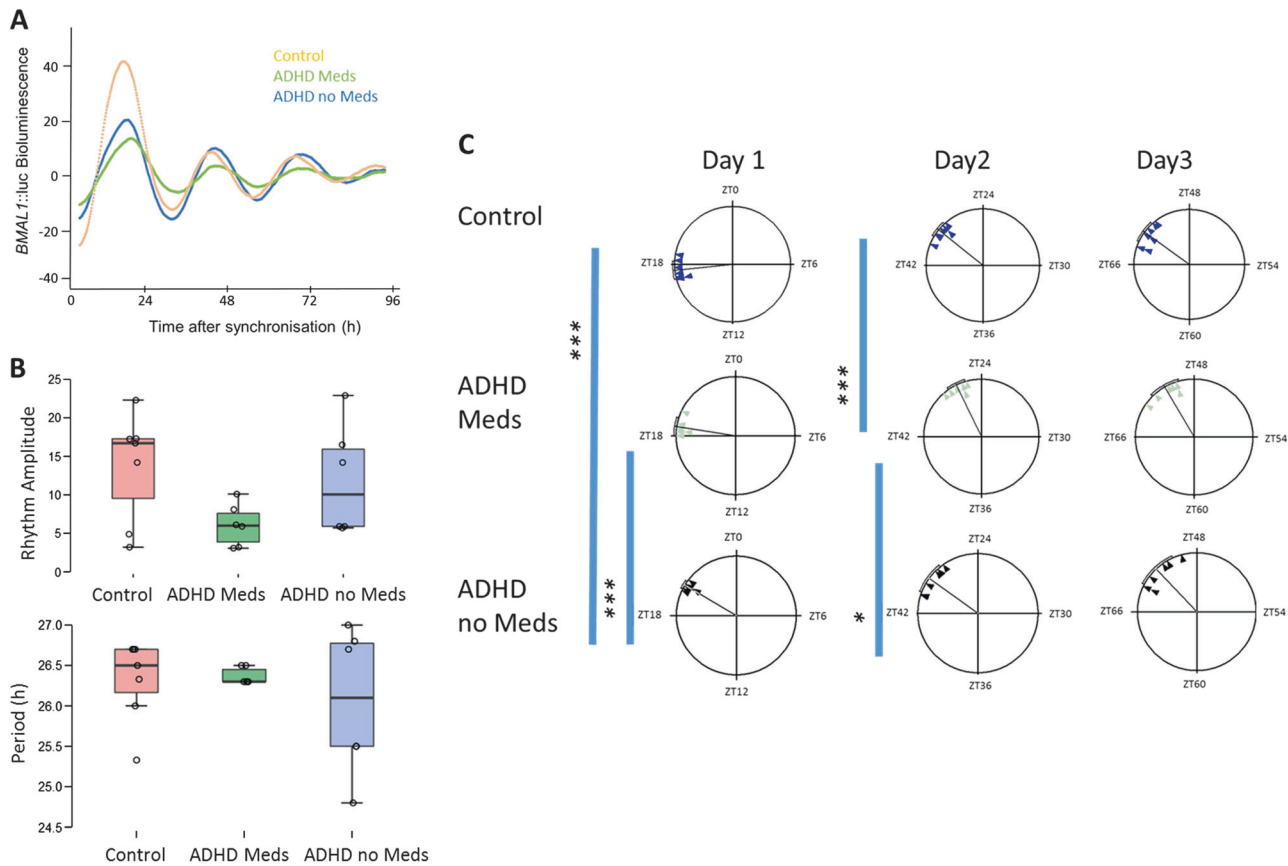 A
BMAL1::luc Bioluminescence
40
20
0
-20
-40
0
24
48
72
96
Time after synchronisation (h)
Control
ADHD Meds
ADHD no Meds
B
Rhythm Amplitude
25
20
15
10
5
0
Control
ADHD Meds
ADHD no Meds
Period (h)
27.0
26.5
26.0
25.5
25.0
24.5
Control
ADHD Meds
ADHD no Meds
C
Day 1
Day2
Day3
Control
ZT0
ZT18
ZT6
ZT12
ZT24
ZT42
ZT30
ZT36
ZT48
ZT66
ZT54
ZT60
***
***
ADHD
Meds
ZT0
ZT18
ZT6
ZT12
ZT24
ZT42
ZT30
ZT36
ZT48
ZT66
ZT54
ZT60
***
*
ADHD
no Meds
ZT0
ZT18
ZT6
ZT12
ZT24
ZT42
ZT30
ZT36
ZT48
ZT66
ZT54
ZT60